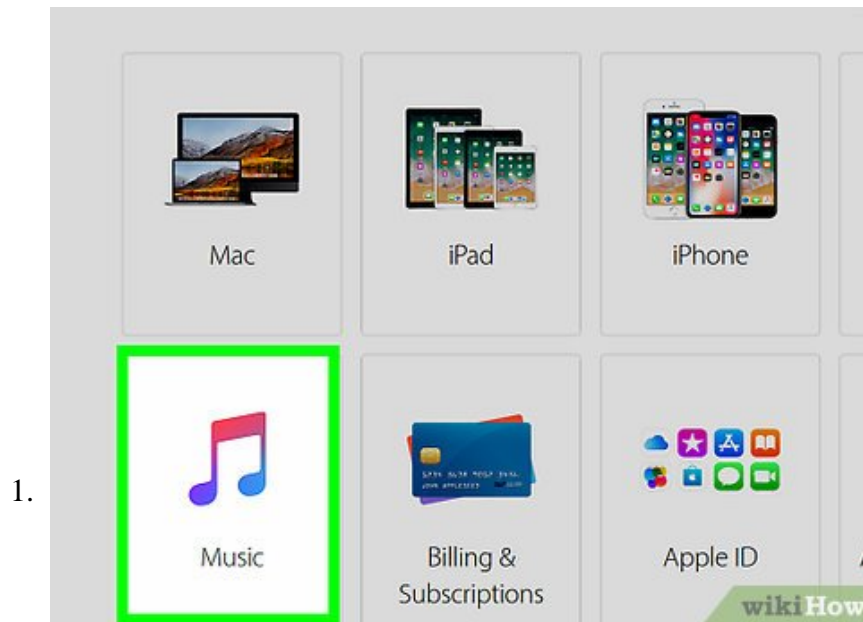 Mac
iPad
iPhone
1.
Music
Billing &
Subscriptions
Apple ID
wikiHow